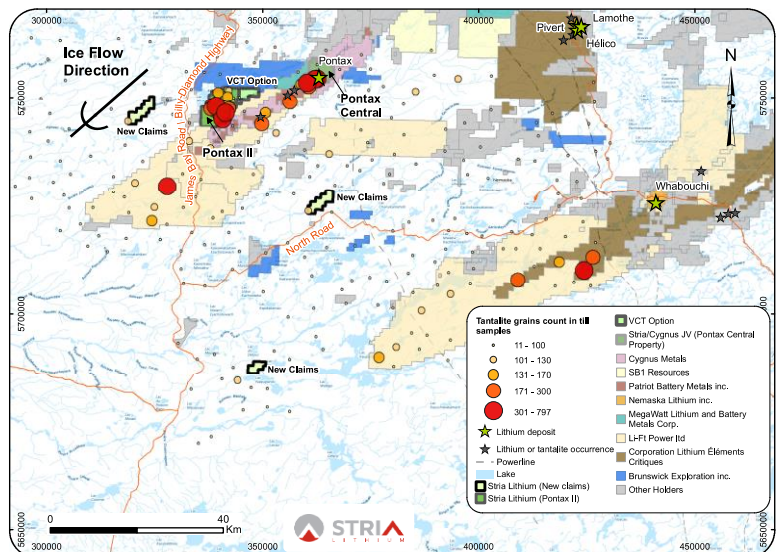 300000
350000
400000
450000
Lamothe
Pivert
Hélico
Ice Flow
Direction
Pontax
N
VCT Option
5750000
5750000
New Claims
Pontax
Central
Pontax II
James Bay Road / Billy-Diamond Highway
New Claims
Whabouchi
North Road
5700000
5700000
New Claims
Tantalite grains count in till
samples
11 - 100
101 - 130
131 - 170
171 - 300
301 - 797
Lithium deposit
Lithium or tantalite occurrence
Powerline
Lake
Stria Lithium (New claims)
Stria Lithium (Pontax II)
VCT Option
Stria/Cygnus JV (Pontax Central
Property)
Cygnus Metals
SB1 Resources
Patriot Battery Metals inc.
Nemaska Lithium inc.
MegaWatt Lithium and Battery
Metals Corp.
Li-Ft Power ltd
Corporation Lithium Éléments
Critiques
Brunswick Exploration inc.
Other Holders
0
40
Km
STRIA
LITHIUM
5650000
5650000
300000
350000
400000
450000